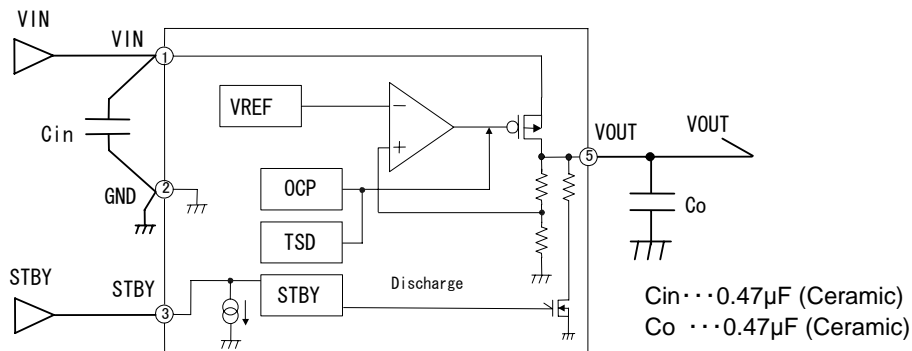 VIN
VIN
1
VREF
−
+
Cin
VOUT
5
VOUT
2
GND
OCP
Co
TSD
STBY
STBY
3
STBY
Discharge
Cin・・・0.47µF (Ceramic)
Co ・・・0.47µF (Ceramic)